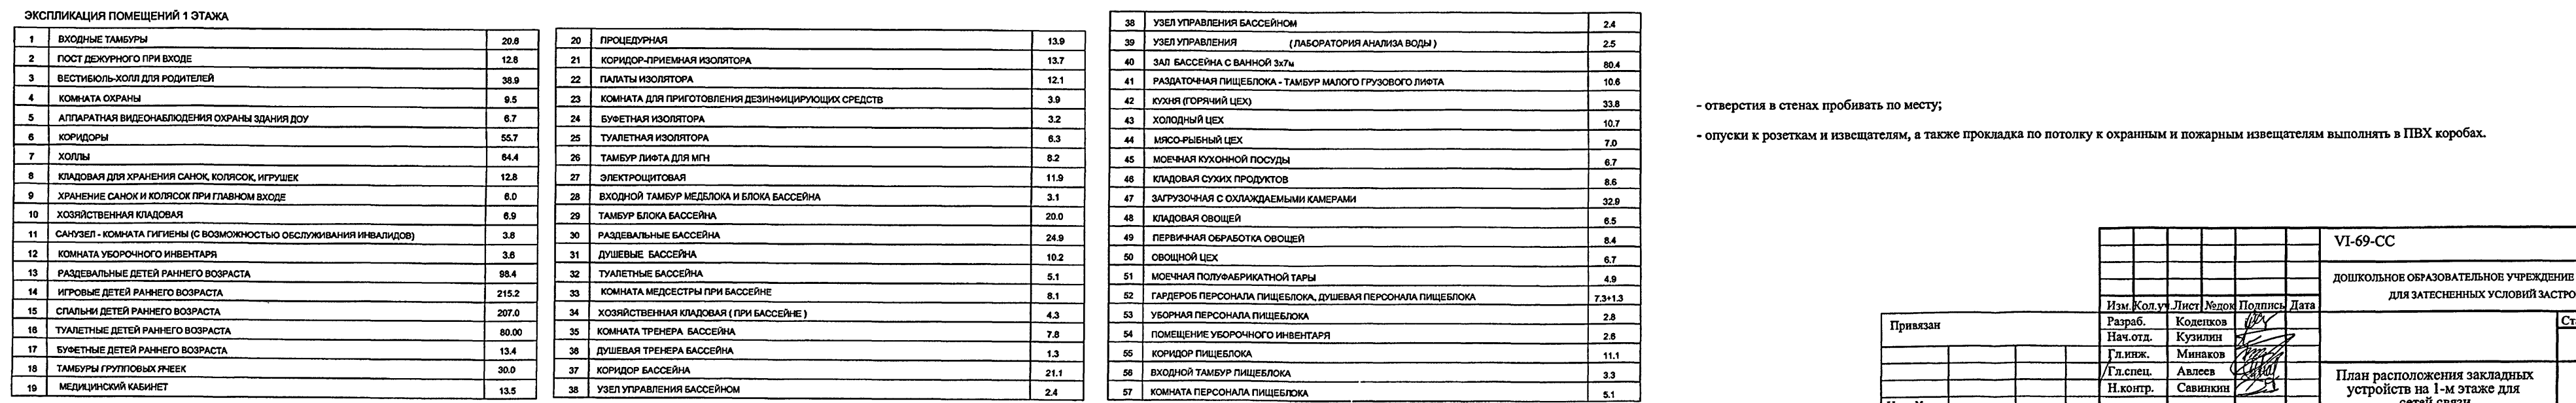 ЭКСПЛИКАЦИЯ ПОМЕЩЕНИЙ 1 ЭТАЖА
1 ВХОДНЫЕ ТАМБУРЫ 20.6
2 ПОСТ ДЕЖУРНОГО ПРИ ВХОДЕ 12.6
3 ВЕСТИБЮЛЬ-ХОЛЛ ДЛЯ РОДИТЕЛЕЙ 38.9
4 КОМНАТА ОХРАНЫ 9.5
5 АППАРАТНАЯ ВИДЕОНАБЛЮДЕНИЯ ОХРАНЫ ЗДАНИЯ ДОУ 6.7
6 КОРИДОРЫ 55.7
7 ХОЛЛЫ 64.4
8 КЛАДОВАЯ ДЛЯ ХРАНЕНИЯ САНОК, КОЛЯСОК, ИГРУШЕК 12.8
9 ХРАНЕНИЕ САНОК И КОЛЯСОК ПРИ ГЛАВНОМ ВХОДЕ 6.0
10 ХОЗЯЙСТВЕННАЯ КЛАДОВАЯ 6.9
11 САНУЗЕЛ - КОМНАТА ГИГИЕНЫ (С ВОЗМОЖНОСТЬЮ ОБСЛУЖИВАНИЯ ИНВАЛИДОВ) 3.8
12 КОМНАТА УБОРОЧНОГО ИНВЕНТАРЯ 3.6
13 РАЗДЕВАЛЬНЫЕ ДЕТЕЙ РАННЕГО ВОЗРАСТА 98.4
14 ИГРОВЫЕ ДЕТЕЙ РАННЕГО ВОЗРАСТА 215.2
15 СПАЛЬНИ ДЕТЕЙ РАННЕГО ВОЗРАСТА 207.0
16 ТУАЛЕТНЫЕ ДЕТЕЙ РАННЕГО ВОЗРАСТА 80.00
17 БУФЕТНЫЕ ДЕТЕЙ РАННЕГО ВОЗРАСТА 13.4
18 ТАМБУРЫ ГРУППОВЫХ ЯЧЕЕК 30.0
19 МЕДИЦИНСКИЙ КАБИНЕТ 13.5
20 ПРОЦЕДУРНАЯ 13.9
21 КОРИДОР-ПРИЕМНАЯ ИЗОЛЯТОРА 13.7
22 ПАЛАТЫ ИЗОЛЯТОРА 12.1
23 КОМНАТА ДЛЯ ПРИГОТОВЛЕНИЯ ДЕЗИНФИЦИРУЮЩИХ СРЕДСТВ 3.9
24 БУФЕТНАЯ ИЗОЛЯТОРА 3.2
25 ТУАЛЕТНАЯ ИЗОЛЯТОРА 6.3
26 ТАМБУР ЛИФТА ДЛЯ МГН 8.2
27 ЭЛЕКТРОЩИТОВАЯ 11.9
28 ВХОДНОЙ ТАМБУР МЕДБЛОКА И БЛОКА БАССЕЙНА 3.1
29 ТАМБУР БЛОКА БАССЕЙНА 20.0
30 РАЗДЕВАЛЬНЫЕ БАССЕЙНА 24.9
31 ДУШЕВЫЕ БАССЕЙНА 10.2
32 ТУАЛЕТНЫЕ БАССЕЙНА 5.1
33 КОМНАТА МЕДСЕСТРЫ ПРИ БАССЕЙНЕ 8.1
34 ХОЗЯЙСТВЕННАЯ КЛАДОВАЯ ( ПРИ БАССЕЙНЕ ) 4.3
35 КОМНАТА ТРЕНЕРА БАССЕЙНА 7.8
36 ДУШЕВАЯ ТРЕНЕРА БАССЕЙНА 1.3
37 КОРИДОР БАССЕЙНА 21.1
38 УЗЕЛ УПРАВЛЕНИЯ БАССЕЙНОМ 2.4
38 УЗЕЛ УПРАВЛЕНИЯ БАССЕЙНОМ 2.4
39 УЗЕЛ УПРАВЛЕНИЯ ( ЛАБОРАТОРИЯ АНАЛИЗА ВОДЫ ) 2.5
40 ЗАЛ БАССЕЙНА С ВАННОЙ 3х7м 80.4
41 РАЗДАТОЧНАЯ ПИЩЕБЛОКА - ТАМБУР МАЛОГО ГРУЗОВОГО ЛИФТА 10.6
42 КУХНЯ (ГОРЯЧИЙ ЦЕХ) 33.8
43 ХОЛОДНЫЙ ЦЕХ 10.7
44 МЯСО-РЫБНЫЙ ЦЕХ 7.0
45 МОЕЧНАЯ КУХОННОЙ ПОСУДЫ 6.7
46 КЛАДОВАЯ СУХИХ ПРОДУКТОВ 8.6
47 ЗАГРУЗОЧНАЯ С ОХЛАЖДАЕМЫМИ КАМЕРАМИ 32.9
48 КЛАДОВАЯ ОВОЩЕЙ 6.5
49 ПЕРВИЧНАЯ ОБРАБОТКА ОВОЩЕЙ 8.4
50 ОВОЩНОЙ ЦЕХ 6.7
51 МОЕЧНАЯ ПОЛУФАБРИКАТНОЙ ТАРЫ 4.9
52 ГАРДЕРОБ ПЕРСОНАЛА ПИЩЕБЛОКА, ДУШЕВАЯ ПЕРСОНАЛА ПИЩЕБЛОКА 7.3+1.3
53 УБОРНАЯ ПЕРСОНАЛА ПИЩЕБЛОКА 2.8
54 ПОМЕЩЕНИЕ УБОРОЧНОГО ИНВЕНТАРЯ 2.6
55 КОРИДОР ПИЩЕБЛОКА 11.1
56 ВХОДНОЙ ТАМБУР ПИЩЕБЛОКА 3.3
57 КОМНАТА ПЕРСОНАЛА ПИЩЕБЛОКА 5.1
- отверстия в стенах пробивать по месту;
- опуски к розеткам и извещателям, а также прокладка по потолку к охранным и пожарным извещателям выполнять в ПВХ коробах.
VI-69-СС
ДОШКОЛЬНОЕ ОБРАЗОВАТЕЛЬНОЕ УЧРЕЖДЕНИЕ
ДЛЯ ЗАТЕСНЕННЫХ УСЛОВИЙ ЗАСТРО
Изм. Кол.уч Лист №док Подпись Дата
Привязан
Разраб. Коденков
Нач.отд. Кузилин
Гл.инж. Минаков
Гл.спец. Авлеев
Н.контр. Савинкин
Ст
План расположения закладных
устройств на 1-м этаже для
сетей связи